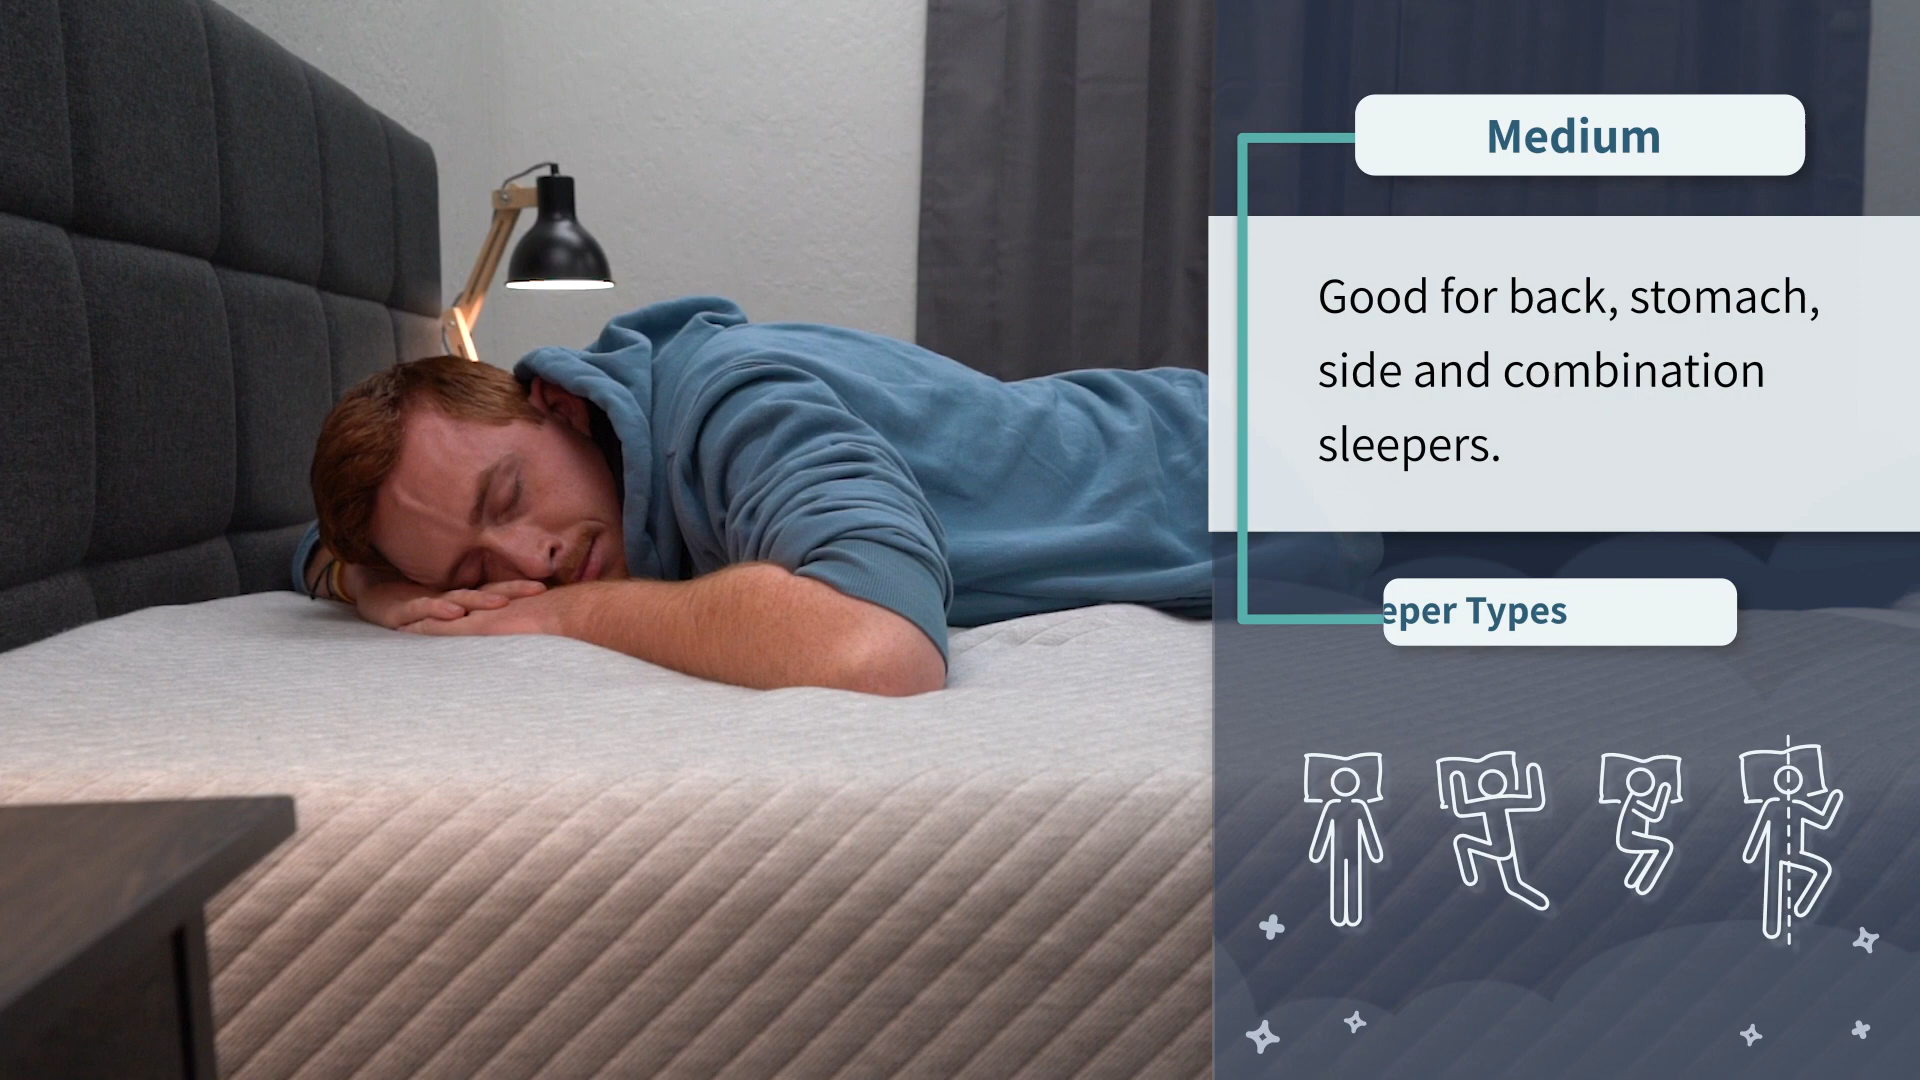 Medium
Good for back, stomach,
side and combination
sleepers.
eper Types